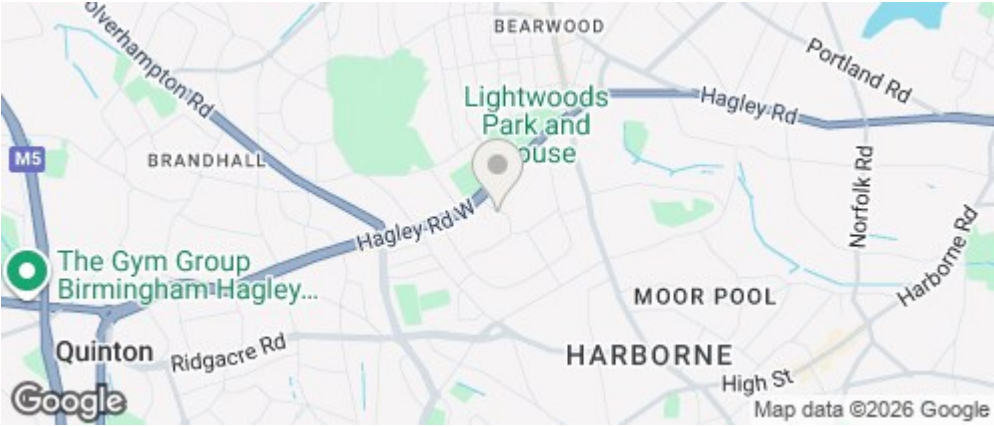 BEARWOOD
olverhampton Rd
Portland Rd
Lightwoods
Park and
ouse
Hagley Rd
M5
BRANDHALL
Norfolk Rd
Hagley Rd W
Harborne Rd
The Gym Group
Birmingham Hagley...
MOOR POOL
Quinton
Ridgacre Rd
HARBORNE
High St
Google
Map data ©2026 Google